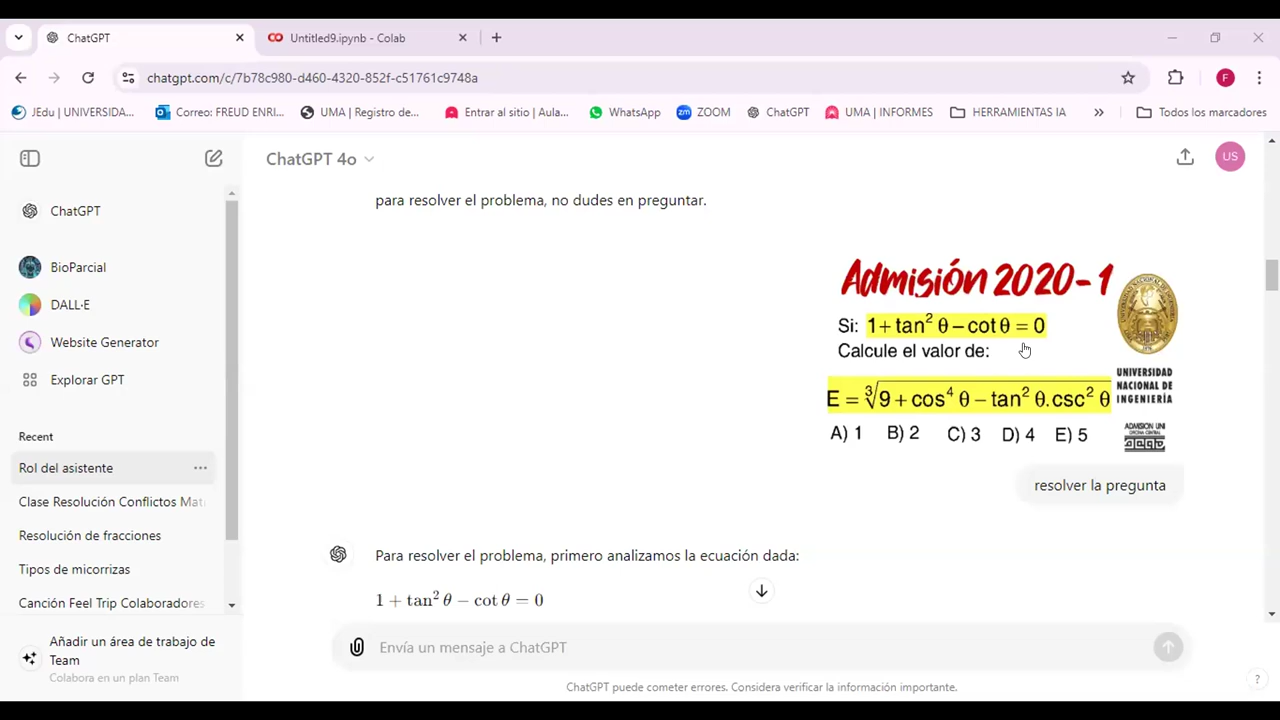 ChatGPT
Untitled9.ipynb - Colab
chatgpt.com/c/7b78c980-d460-4320-852f-c51761c9748a
F
JEdu | UNIVERSIDA...
Correo: FREUD ENRI...
UMA | Registro de...
Entrar al sitio | Aula...
WhatsApp
ZOOM
ChatGPT
UMA | INFORMES
HERRAMIENTAS IA
»
Todos los marcadores
ChatGPT 4o
US
ChatGPT
BioParcial
DALL·E
Website Generator
Explorar GPT
Recent
Rol del asistente
Clase Resolución Conflictos Mat
Resolución de fracciones
Tipos de micorrizas
Canción Feel Trip Colaboradores
Añadir un área de trabajo de
Team
Colabora en un plan Team
para resolver el problema, no dudes en preguntar.
Admisión 2020-1
Si: 1+tan² θ – cot θ = 0
Calcule el valor de:
E = ∛9+cos⁴ θ – tan² θ.csc² θ
A) 1 B) 2 C) 3 D) 4 E) 5
UNIVERSIDAD
NACIONAL DE
INGENIERÍA
ADMISION UNI
OFICINA CENTRAL
resolver la pregunta
Para resolver el problema, primero analizamos la ecuación dada:
1 + tan² θ − cot θ = 0
Envía un mensaje a ChatGPT
ChatGPT puede cometer errores. Considera verificar la información importante.
?